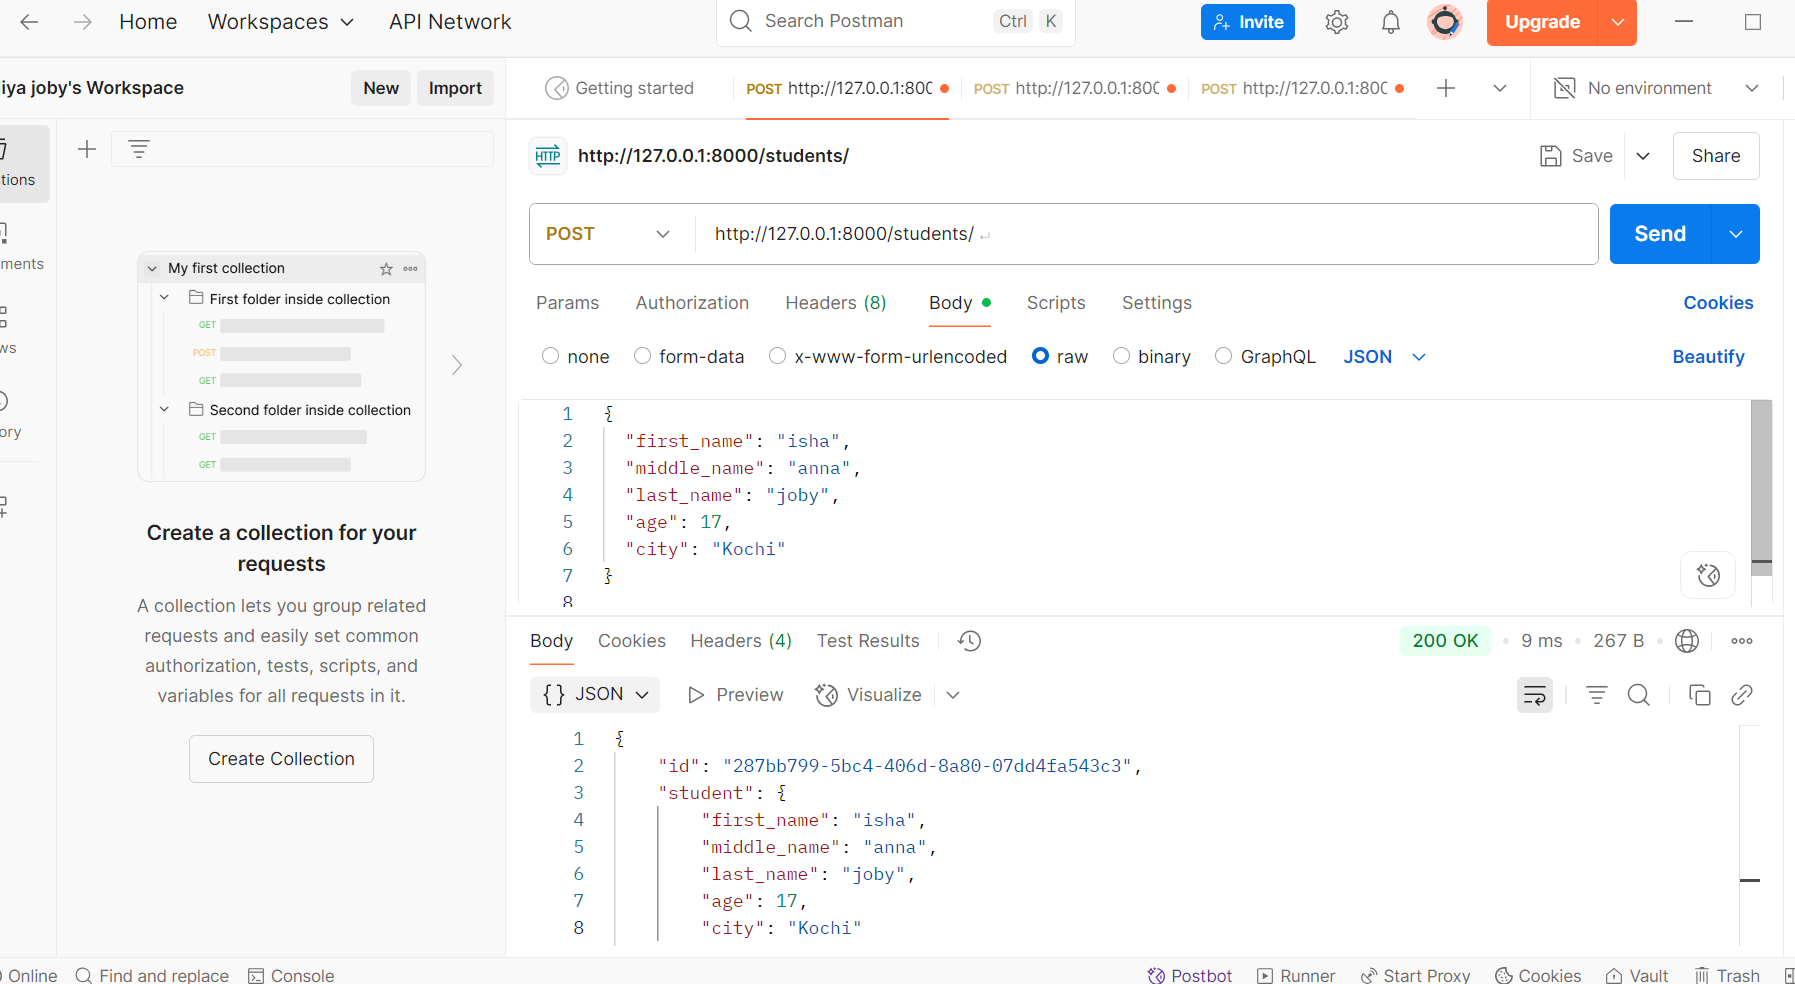 Home Workspaces API Network Search Postman Ctrl K Invite Upgrade
iya joby's Workspace New Import
Getting started POST http://127.0.0.1:800 POST http://127.0.0.1:800 POST http://127.0.0.1:800 No environment
tions
ments
ws
ory
My first collection
First folder inside collection
GET
POST
GET
Second folder inside collection
GET
GET
Create a collection for your
requests
A collection lets you group related
requests and easily set common
authorization, tests, scripts, and
variables for all requests in it.
Create Collection
HTTP http://127.0.0.1:8000/students/ Save Share
POST http://127.0.0.1:8000/students/ Send
Params Authorization Headers (8) Body Scripts Settings Cookies
none form-data x-www-form-urlencoded raw binary GraphQL JSON Beautify
1 {
2 "first_name": "isha",
3 "middle_name": "anna",
4 "last_name": "joby",
5 "age": 17,
6 "city": "Kochi"
7 }
8
Body Cookies Headers (4) Test Results 200 OK • 9 ms • 267 B •
{} JSON Preview Visualize
1 {
2 "id": "287bb799-5bc4-406d-8a80-07dd4fa543c3",
3 "student": {
4 "first_name": "isha",
5 "middle_name": "anna",
6 "last_name": "joby",
7 "age": 17,
8 "city": "Kochi"
Online Find and replace Console Postbot Runner Start Proxy Cookies Vault Trash